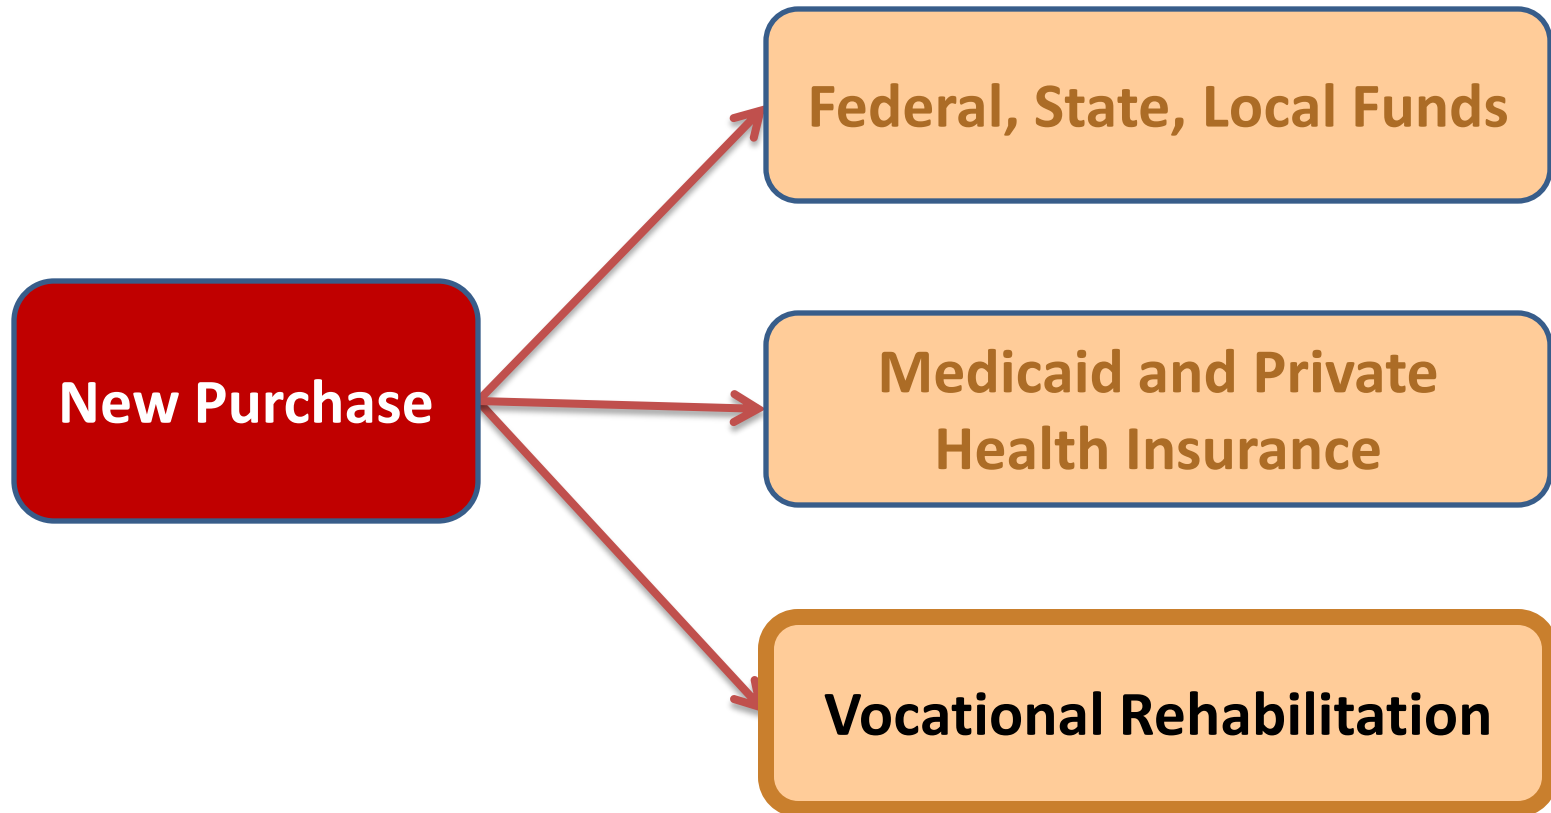 Federal, State, Local Funds
New Purchase
Medicaid and Private
Health Insurance
Vocational Rehabilitation